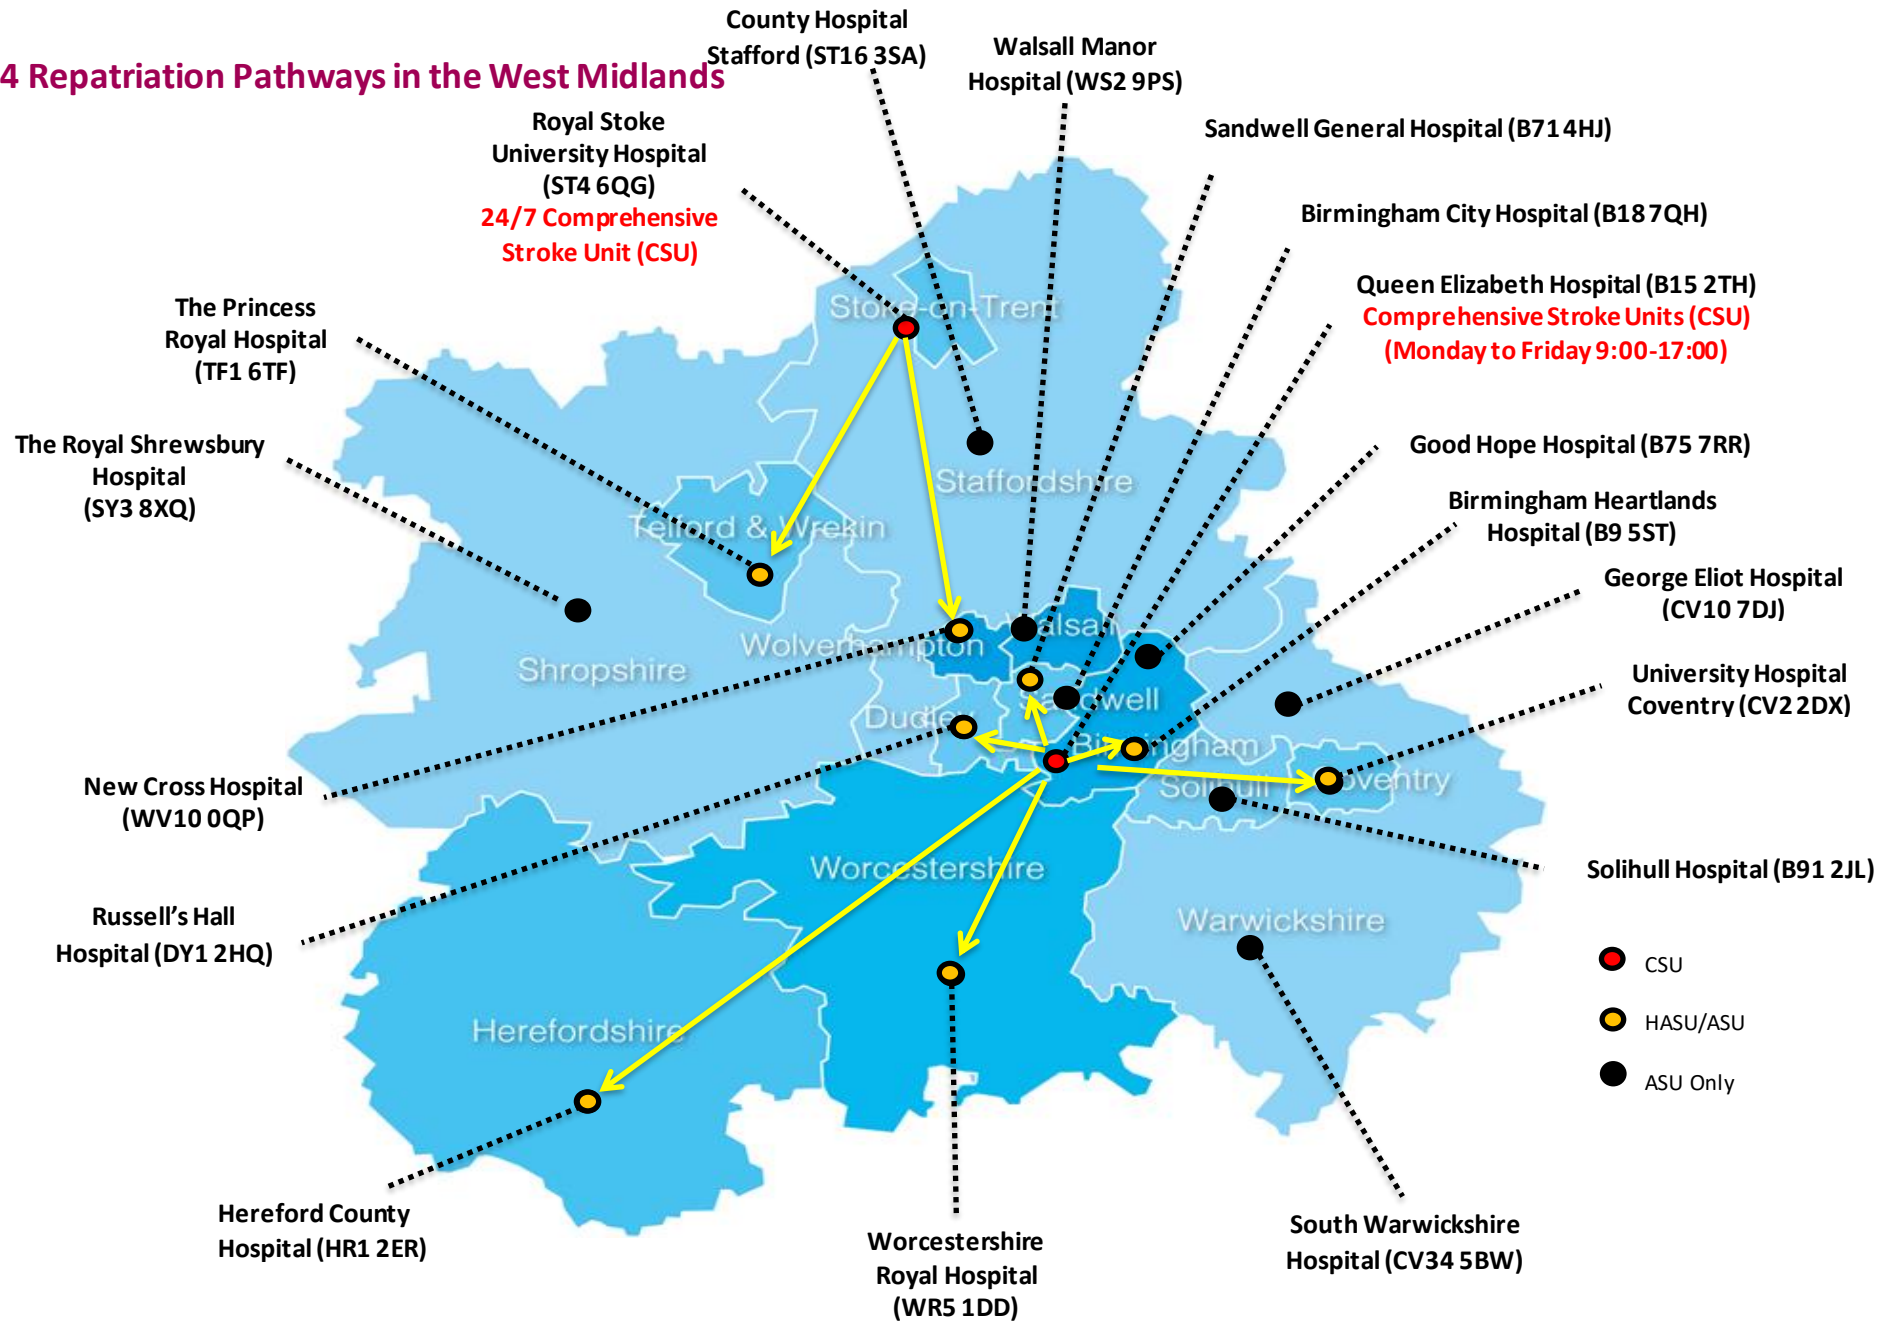 4 Repatriation Pathways in the West Midlands
County Hospital
Stafford (ST16 3SA)
Walsall Manor
Hospital (WS2 9PS)
Royal Stoke
University Hospital
(ST4 6QG)
24/7 Comprehensive
Stroke Unit (CSU)
Sandwell General Hospital (B71 4HJ)
Birmingham City Hospital (B18 7QH)
Queen Elizabeth Hospital (B15 2TH)
Comprehensive Stroke Units (CSU)
(Monday to Friday 9:00-17:00)
The Princess
Royal Hospital
(TF1 6TF)
The Royal Shrewsbury
Hospital
(SY3 8XQ)
Good Hope Hospital (B75 7RR)
Birmingham Heartlands
Hospital (B9 5ST)
George Eliot Hospital
(CV10 7DJ)
University Hospital
Coventry (CV2 2DX)
Stoke-on-Trent
Staffordshire
Telford & Wrekin
Wolverhampton
Walsall
Shropshire
Sandwell
Dudley
Birmingham
Solihull
Coventry
New Cross Hospital
(WV10 0QP)
Worcestershire
Solihull Hospital (B91 2JL)
Russell's Hall
Hospital (DY1 2HQ)
Warwickshire
CSU
HASU/ASU
ASU Only
Herefordshire
Hereford County
Hospital (HR1 2ER)
Worcestershire
Royal Hospital
(WR5 1DD)
South Warwickshire
Hospital (CV34 5BW)